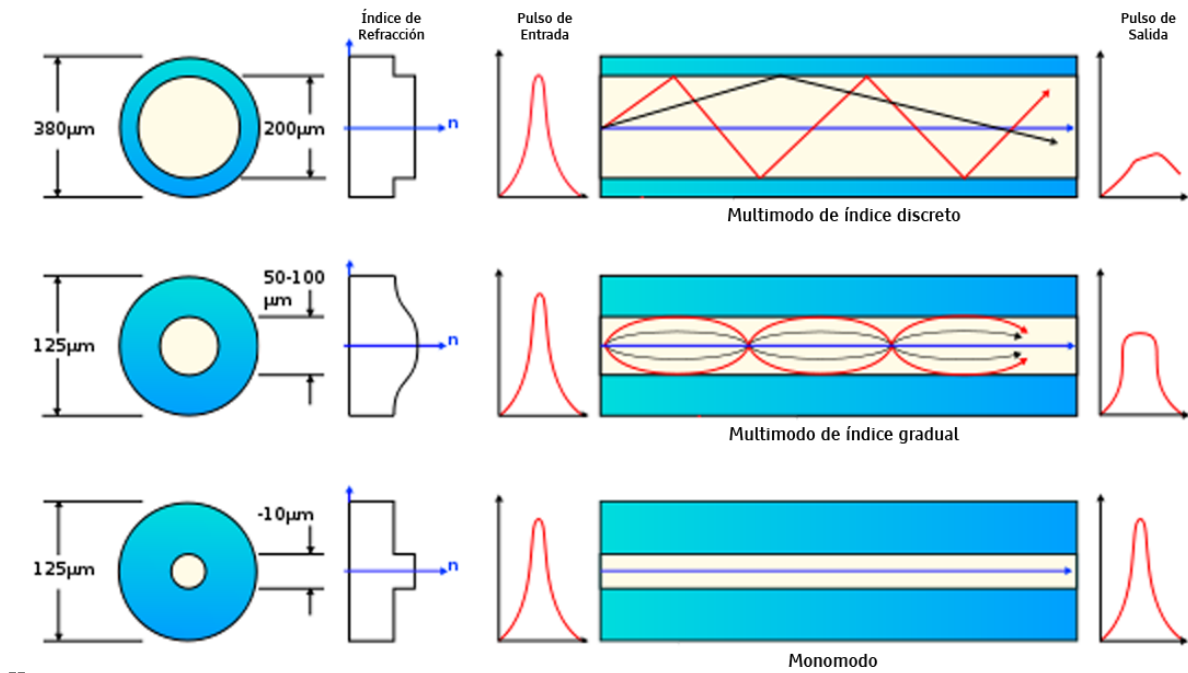 Índice de
Refracción
Pulso de
Entrada
Pulso de
Salida
380µm
200µm
n
Multimodo de índice discreto
50-100
µm
125µm
n
Multimodo de índice gradual
-10µm
125µm
n
Monomodo